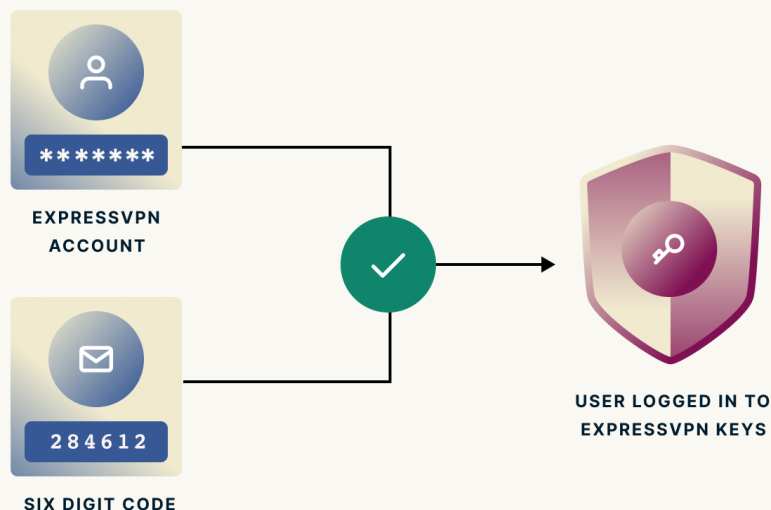 *******
EXPRESSVPN
ACCOUNT
284612
SIX DIGIT CODE
USER LOGGED IN TO
EXPRESSVPN KEYS